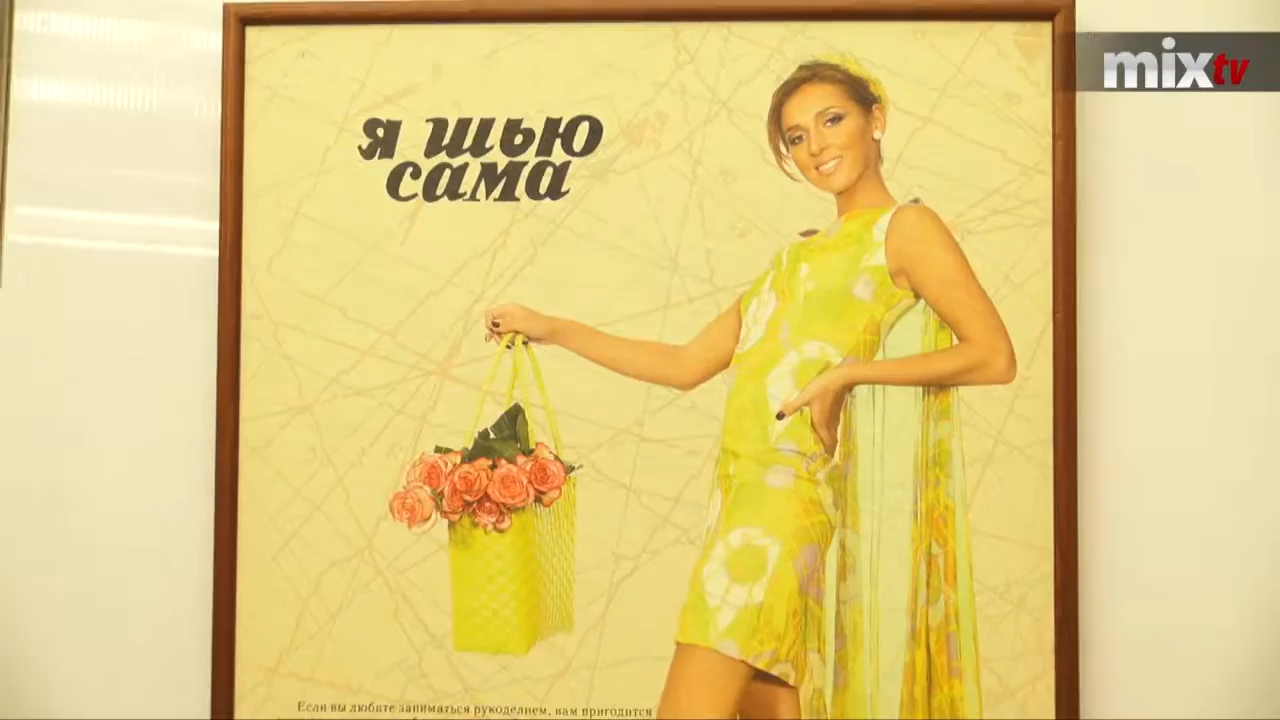 mixtv
я шью
сама
Если вы любите заниматься рукоделием, вам пригодится